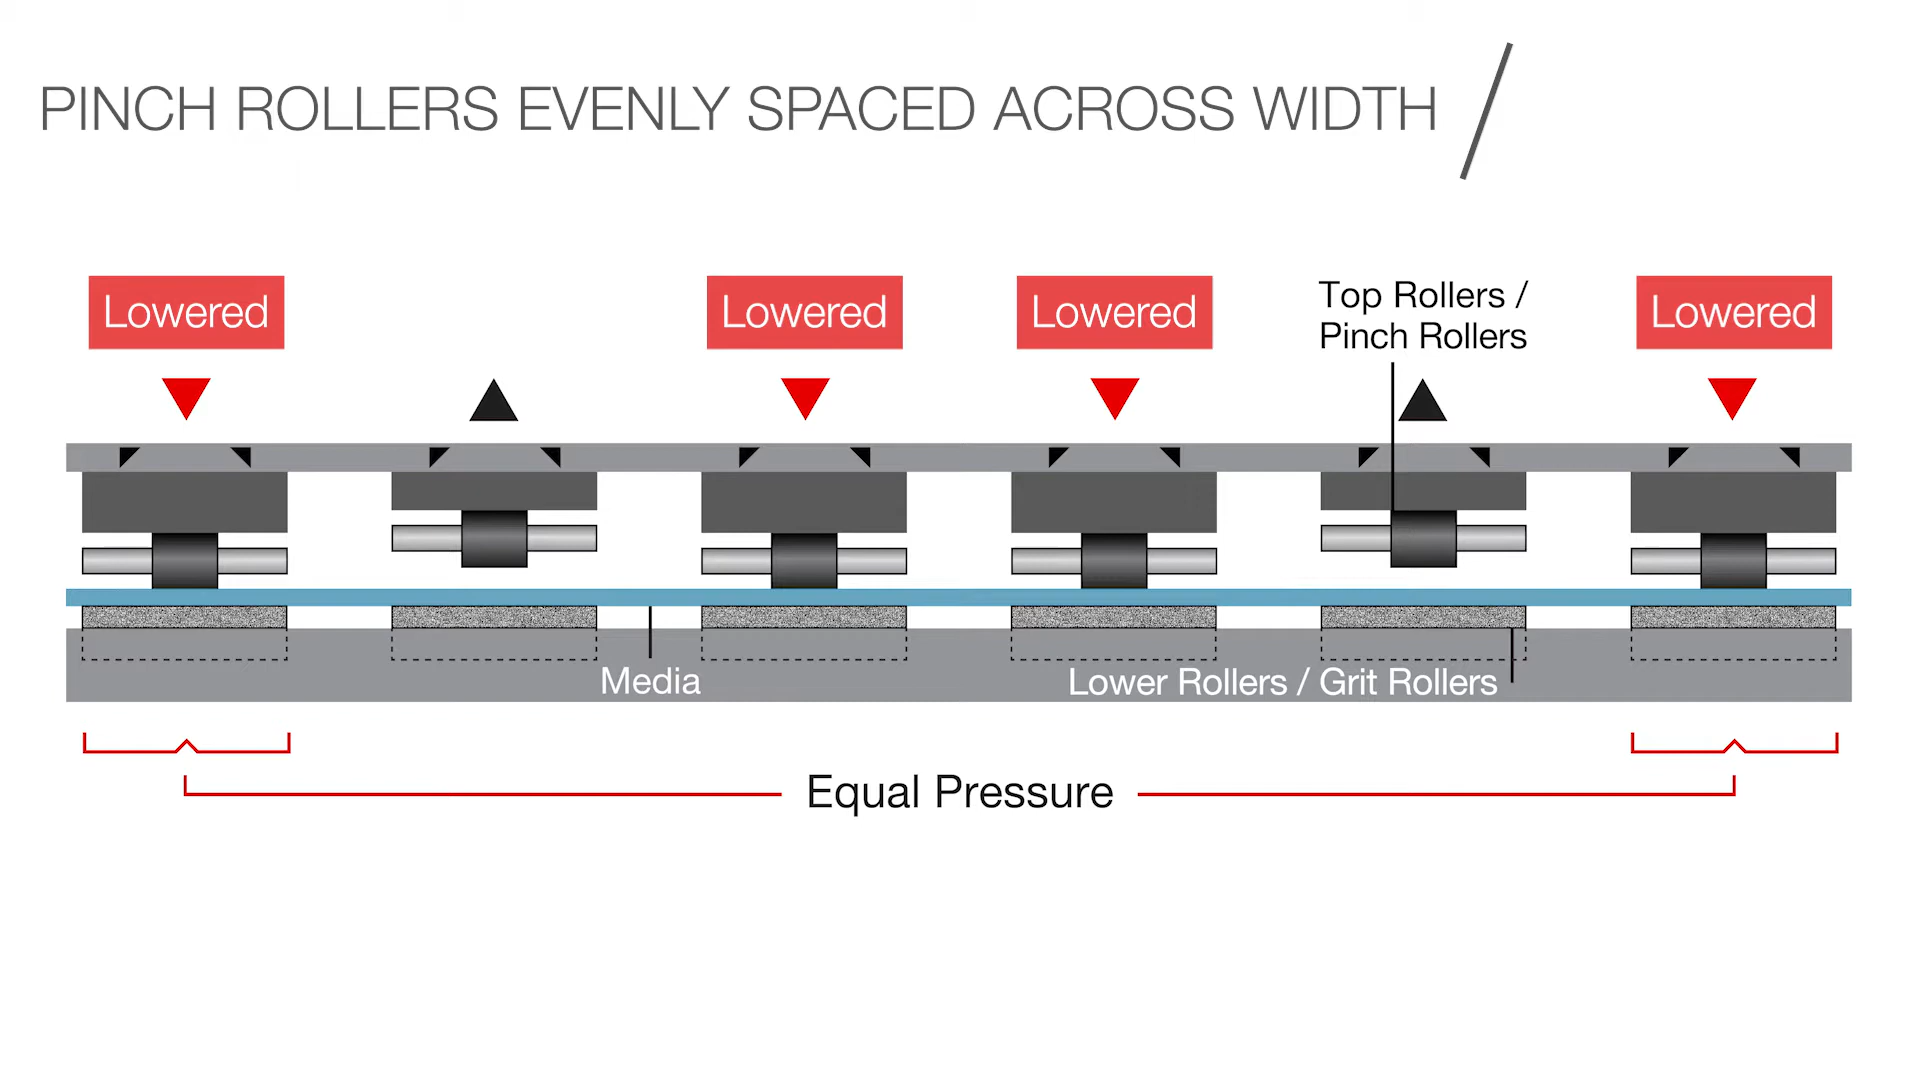 PINCH ROLLERS EVENLY SPACED ACROSS WIDTH
Lowered
Lowered
Lowered
Top Rollers /
Pinch Rollers
Lowered
Media
Lower Rollers / Grit Rollers
Equal Pressure